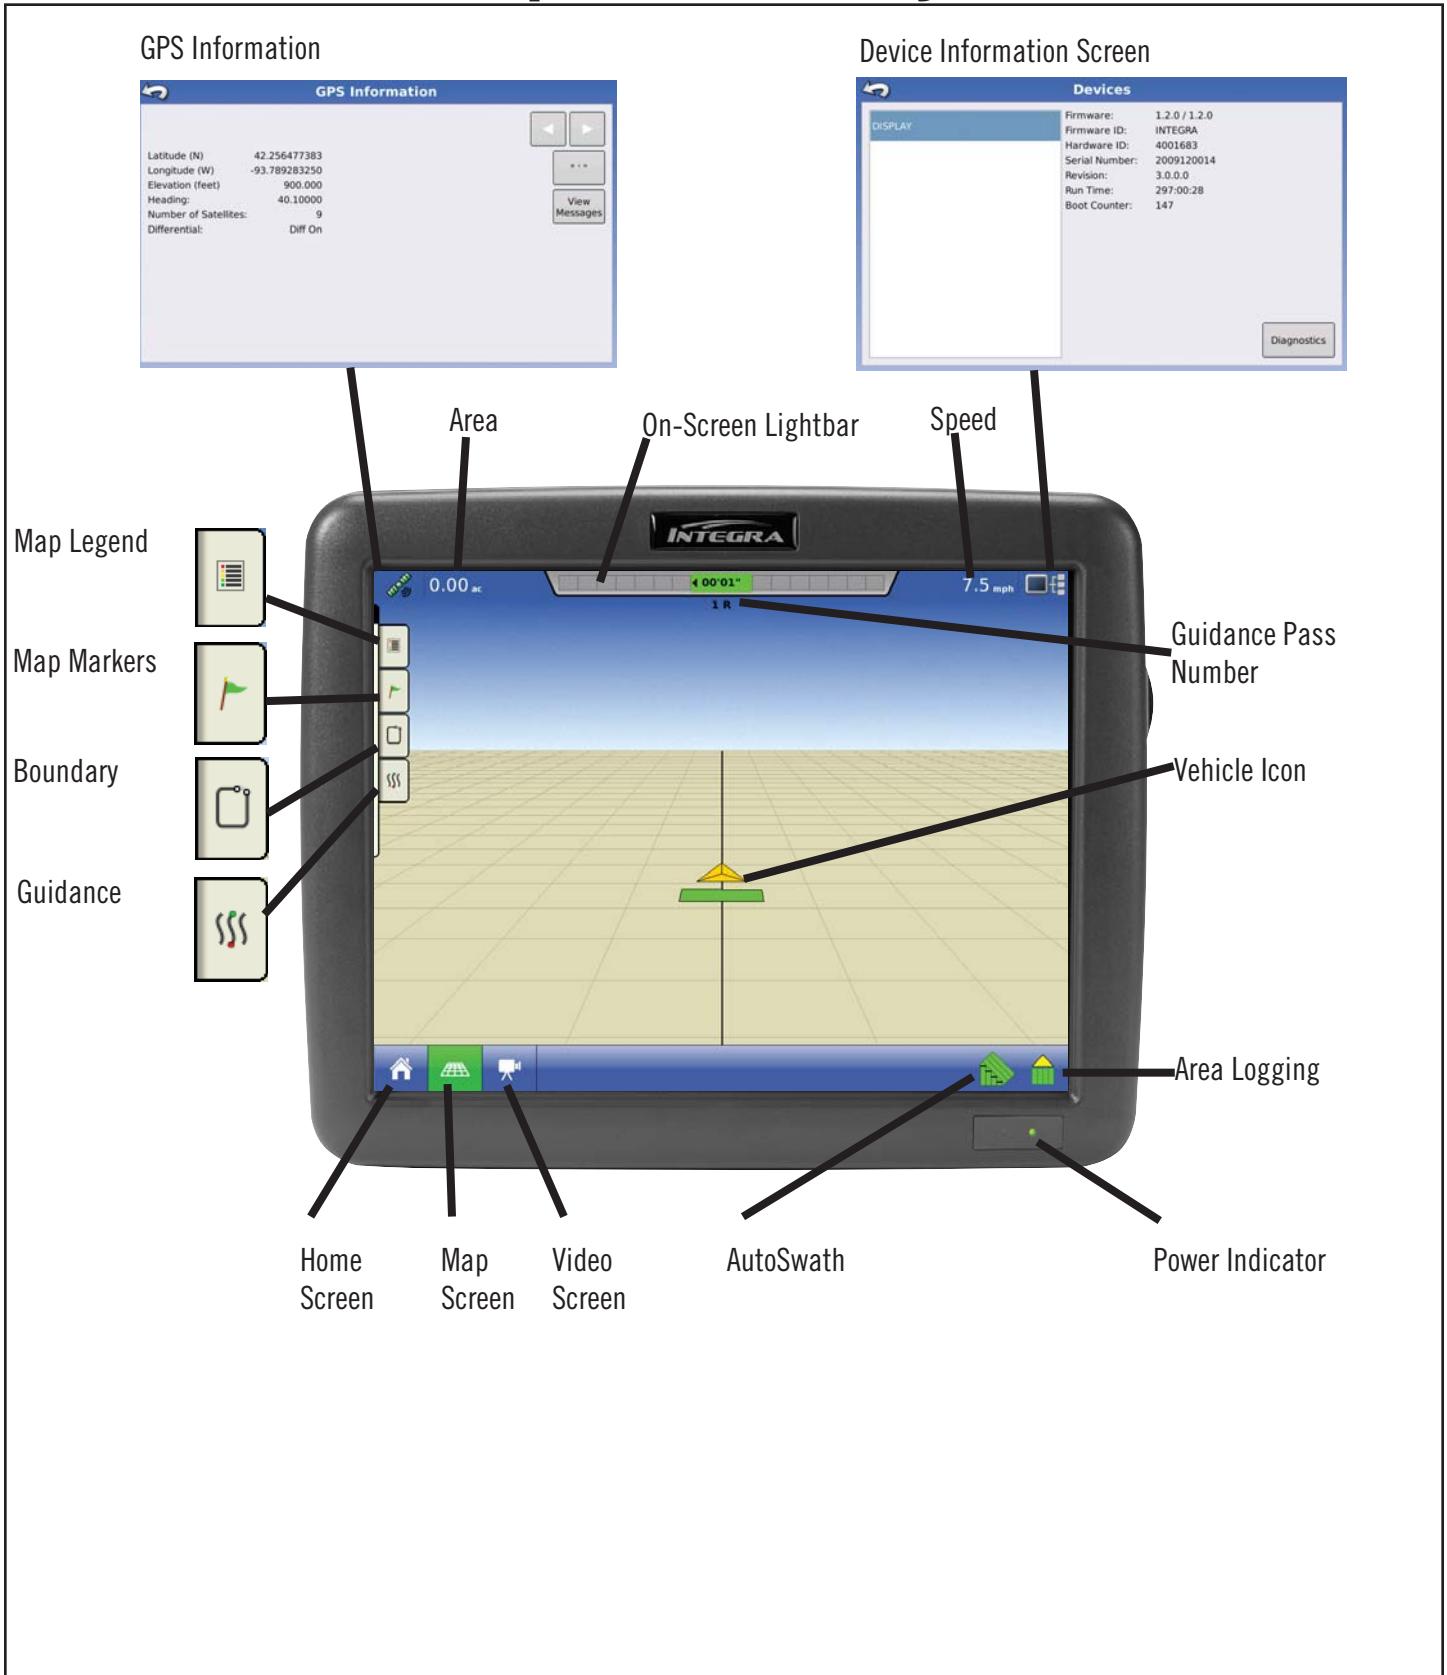 GPS Information
Device Information Screen
GPS Information
Latitude (N) 42.256477383
Longitude (W) -93.789283250
Elevation (feet) 900.000
Heading: 40.10000
Number of Satellites: 9
Differential: Diff On
View
Messages
Devices
DISPLAY
Firmware: 1.2.0 / 1.2.0
Firmware ID: INTEGRA
Hardware ID: 4001683
Serial Number: 2009120014
Revision: 3.0.0.0
Run Time: 297:00:28
Boot Counter: 147
Diagnostics
Area
On-Screen Lightbar
Speed
INTEGRA
0.00 ac
00'01"
7.5 mph
1 R
Map Legend
Map Markers
Boundary
Guidance
Guidance Pass
Number
Vehicle Icon
Area Logging
Home
Screen
Map
Screen
Video
Screen
AutoSwath
Power Indicator